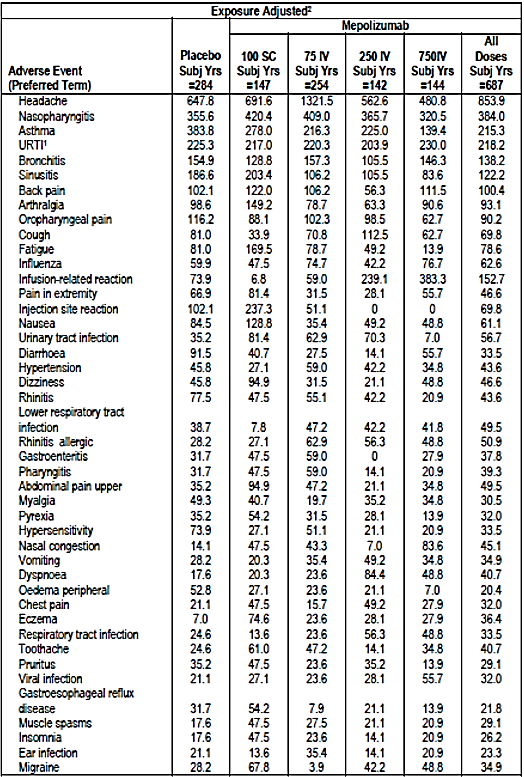 Exposure Adjusted²
Mepolizumab
Adverse Event (Preferred Term) Placebo Subj Yrs =284 100 SC Subj Yrs =147 75 IV Subj Yrs =254 250 IV Subj Yrs =142 750IV Subj Yrs =144 All Doses Subj Yrs =687
Headache 647.8 691.6 1321.5 562.6 480.8 853.9
Nasopharyngitis 355.6 420.4 409.0 365.7 320.5 384.0
Asthma 383.8 278.0 216.3 225.0 139.4 215.3
URTI¹ 225.3 217.0 220.3 203.9 230.0 218.2
Bronchitis 154.9 128.8 157.3 105.5 146.3 138.2
Sinusitis 186.6 203.4 106.2 105.5 83.6 122.2
Back pain 102.1 122.0 106.2 56.3 111.5 100.4
Arthralgia 98.6 149.2 78.7 63.3 90.6 93.1
Oropharyngeal pain 116.2 88.1 102.3 98.5 62.7 90.2
Cough 81.0 33.9 70.8 112.5 62.7 69.8
Fatigue 81.0 169.5 78.7 49.2 13.9 78.6
Influenza 59.9 47.5 74.7 42.2 76.7 62.6
Infusion-related reaction 73.9 6.8 59.0 239.1 383.3 152.7
Pain in extremity 66.9 81.4 31.5 28.1 55.7 46.6
Injection site reaction 102.1 237.3 51.1 0 0 69.8
Nausea 84.5 128.8 35.4 49.2 48.8 61.1
Urinary tract infection 35.2 81.4 62.9 70.3 7.0 56.7
Diarrhoea 91.5 40.7 27.5 14.1 55.7 33.5
Hypertension 45.8 27.1 59.0 42.2 34.8 43.6
Dizziness 45.8 94.9 31.5 21.1 48.8 46.6
Rhinitis 77.5 47.5 55.1 42.2 20.9 43.6
Lower respiratory tract
infection 38.7 7.8 47.2 42.2 41.8 49.5
Rhinitis allergic 28.2 27.1 62.9 56.3 48.8 50.9
Gastroenteritis 31.7 47.5 59.0 0 27.9 37.8
Pharyngitis 31.7 47.5 59.0 14.1 20.9 39.3
Abdominal pain upper 35.2 94.9 47.2 21.1 34.8 49.5
Myalgia 49.3 40.7 19.7 35.2 34.8 30.5
Pyrexia 35.2 54.2 31.5 28.1 13.9 32.0
Hypersensitivity 73.9 27.1 51.1 21.1 20.9 33.5
Nasal congestion 14.1 47.5 43.3 7.0 83.6 45.1
Vomiting 28.2 20.3 35.4 49.2 34.8 34.9
Dyspnoea 17.6 20.3 23.6 84.4 48.8 40.7
Oedema peripheral 52.8 27.1 23.6 21.1 7.0 20.4
Chest pain 21.1 47.5 15.7 49.2 27.9 32.0
Eczema 7.0 74.6 23.6 28.1 27.9 36.4
Respiratory tract infection 24.6 13.6 23.6 56.3 48.8 33.5
Toothache 24.6 61.0 47.2 14.1 34.8 40.7
Pruritus 35.2 47.5 23.6 35.2 13.9 29.1
Viral infection 21.1 27.1 23.6 28.1 55.7 32.0
Gastroesophageal reflux
disease 31.7 54.2 7.9 21.1 13.9 21.8
Muscle spasms 17.6 47.5 27.5 21.1 20.9 29.1
Insomnia 17.6 47.5 23.6 14.1 20.9 26.2
Ear infection 21.1 13.6 35.4 14.1 20.9 23.3
Migraine 28.2 67.8 3.9 42.2 48.8 34.9